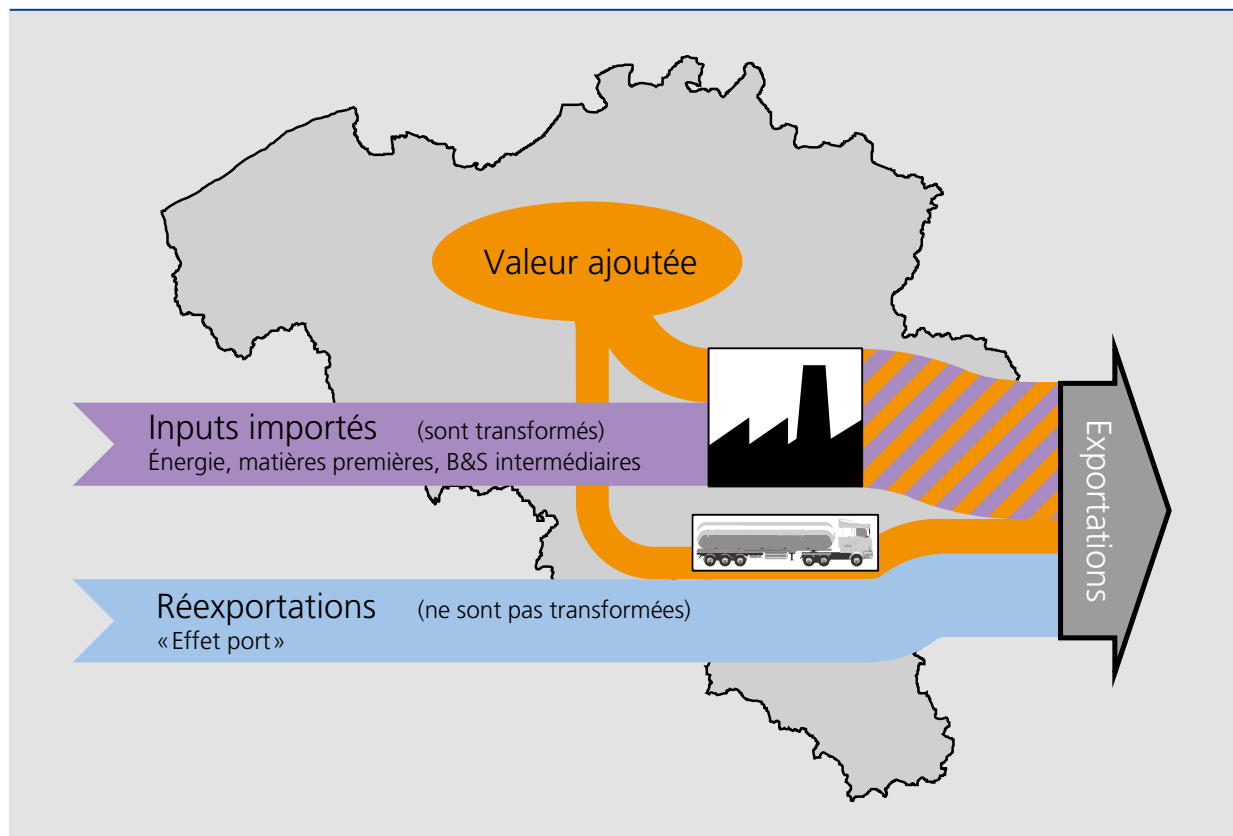 Valeur ajoutée
Inputs importés (sont transformés)
Énergie, matières premières, B&S intermédiaires
Réexportations (ne sont pas transformées)
« Effet port »
Exportations